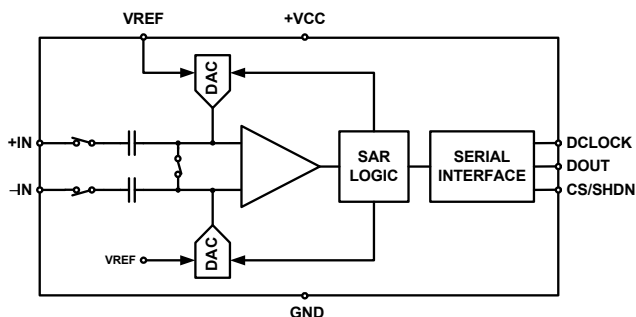 VREF
+VCC
DAC
+IN
–IN
SAR
LOGIC
SERIAL
INTERFACE
DCLOCK
DOUT
CS/SHDN
VREF
DAC
GND